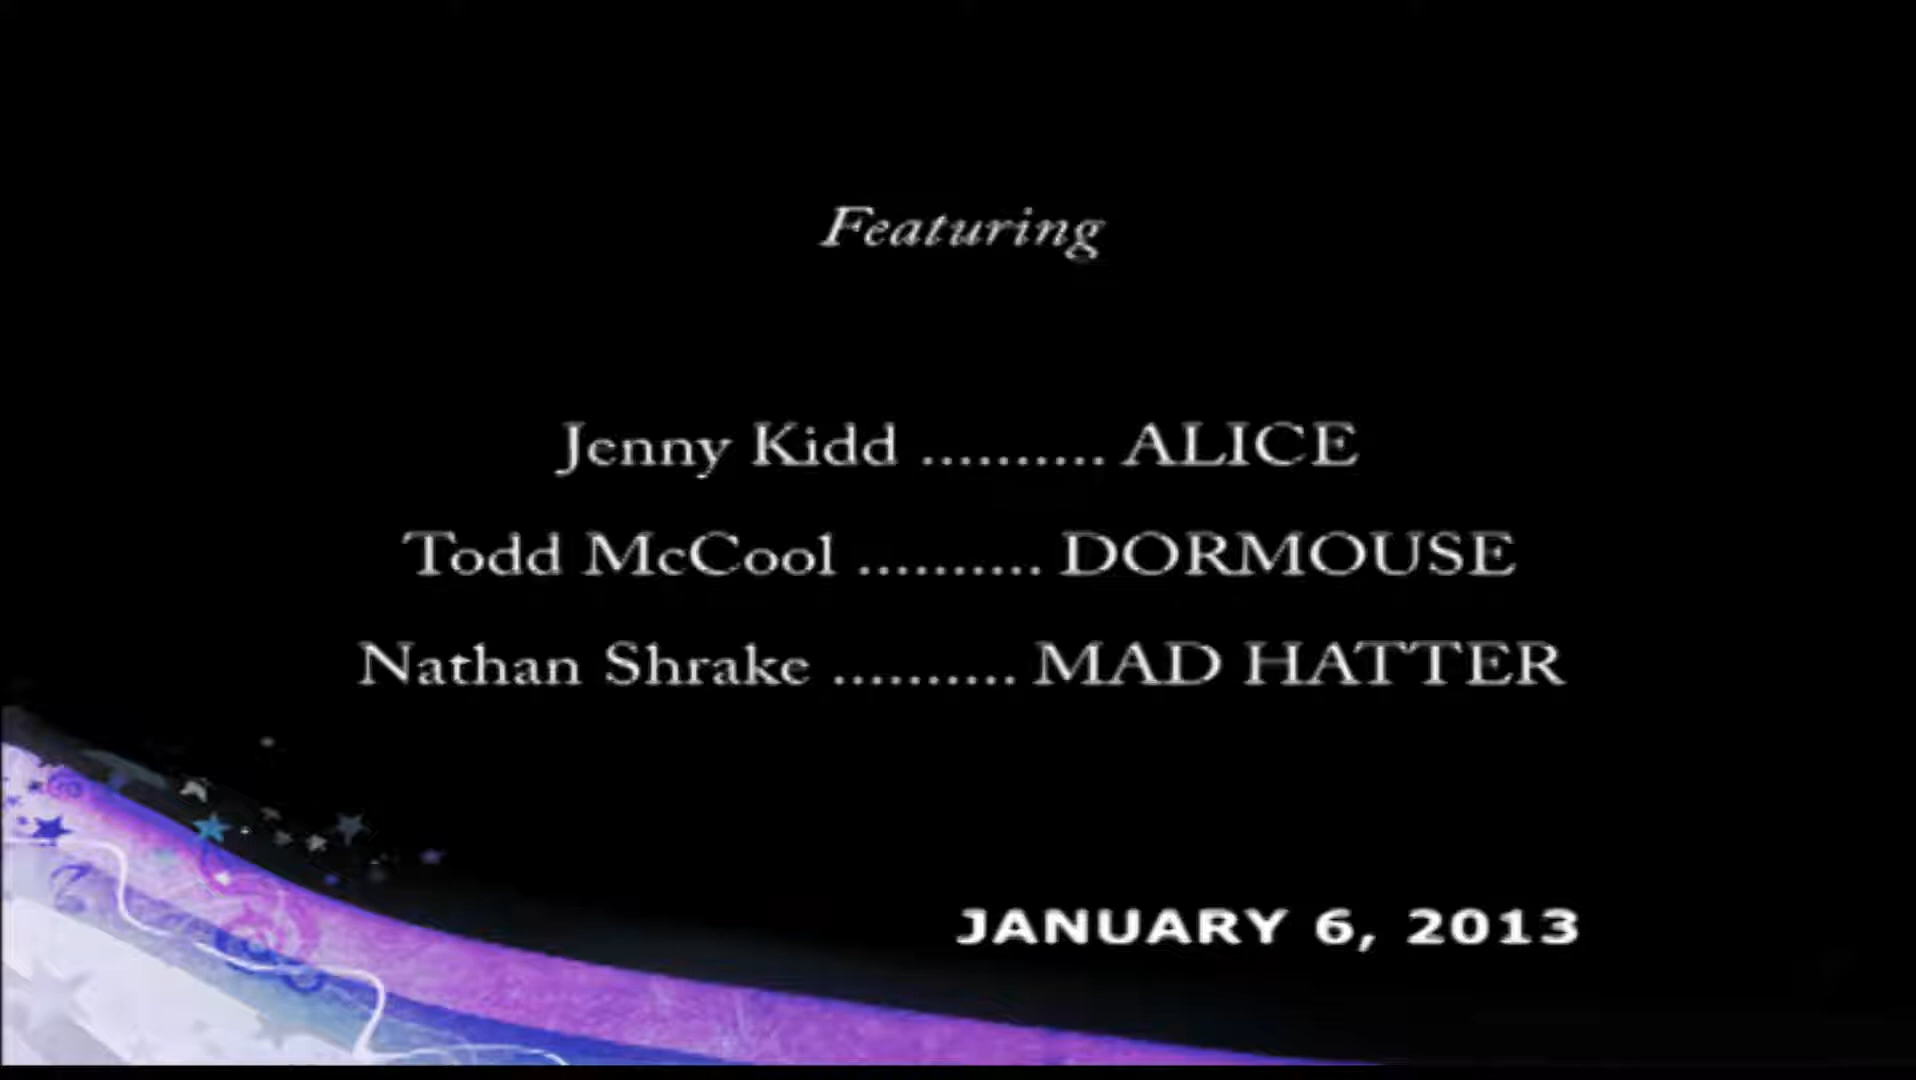 Featuring
Jenny Kidd .......... ALICE
Todd McCool .......... DORMOUSE
Nathan Shrake .......... MAD HATTER
JANUARY 6, 2013